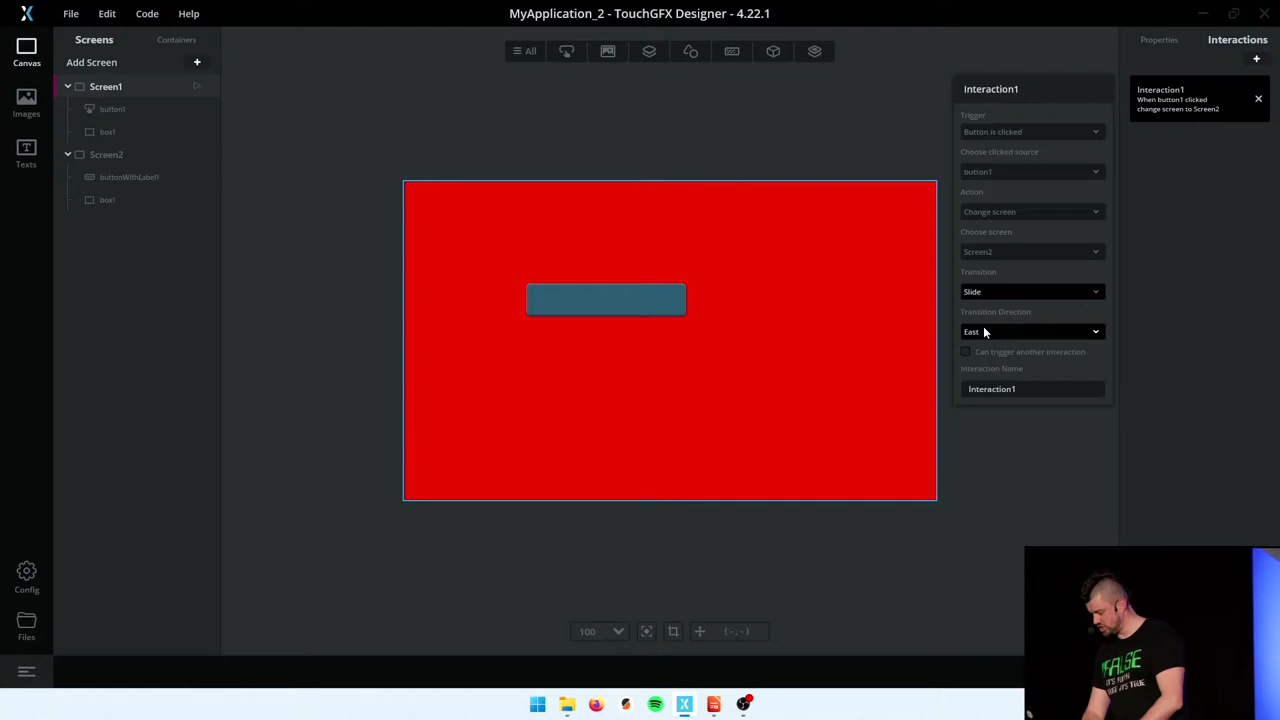 File Edit Code Help
MyApplication_2 - TouchGFX Designer - 4.22.1
Canvas
Images
Texts
Config
Files
Screens Containers
Add Screen
Screen1
button1
box1
Screen2
buttonWithLabel1
box1
All
100
(-,-)
Interaction1
Trigger
Button is clicked
Choose clicked source
button1
Action
Change screen
Choose screen
Screen2
Transition
Slide
Transition Direction
East
Can trigger another interaction
Interaction Name
Interaction1
Properties Interactions
Interaction1
When button1 clicked
change screen to Screen2